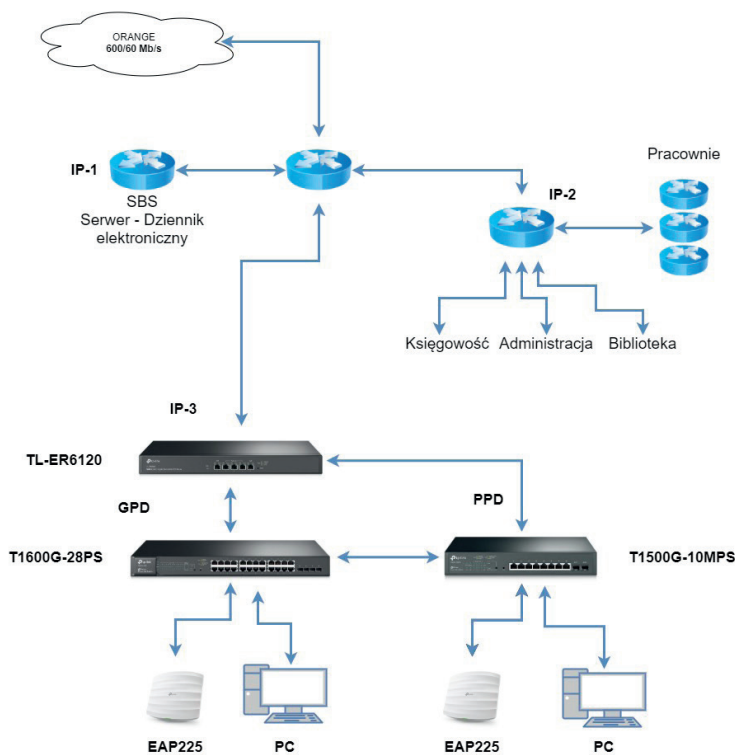 ORANGE
600/60 Mb/s
IP-1
SBS
Serwer - Dziennik
elektroniczny
IP-2
Pracownie
Księgowość
Administracja
Biblioteka
IP-3
TL-ER6120
GPD
PPD
T1600G-28PS
T1500G-10MPS
EAP225
PC
EAP225
PC